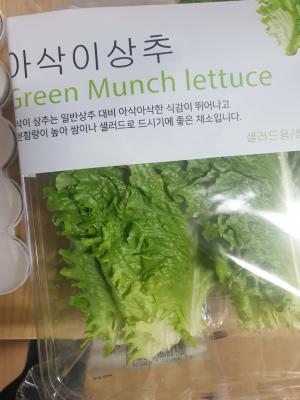 아삭이상추
Green Munch lettuce
삭이 상추는 일반상추 대비 아삭아삭한 식감이 뛰어나고
분함량이 높아 쌈이나 샐러드로 드시기에 좋은 채소입니다.
샐러드용/쌈